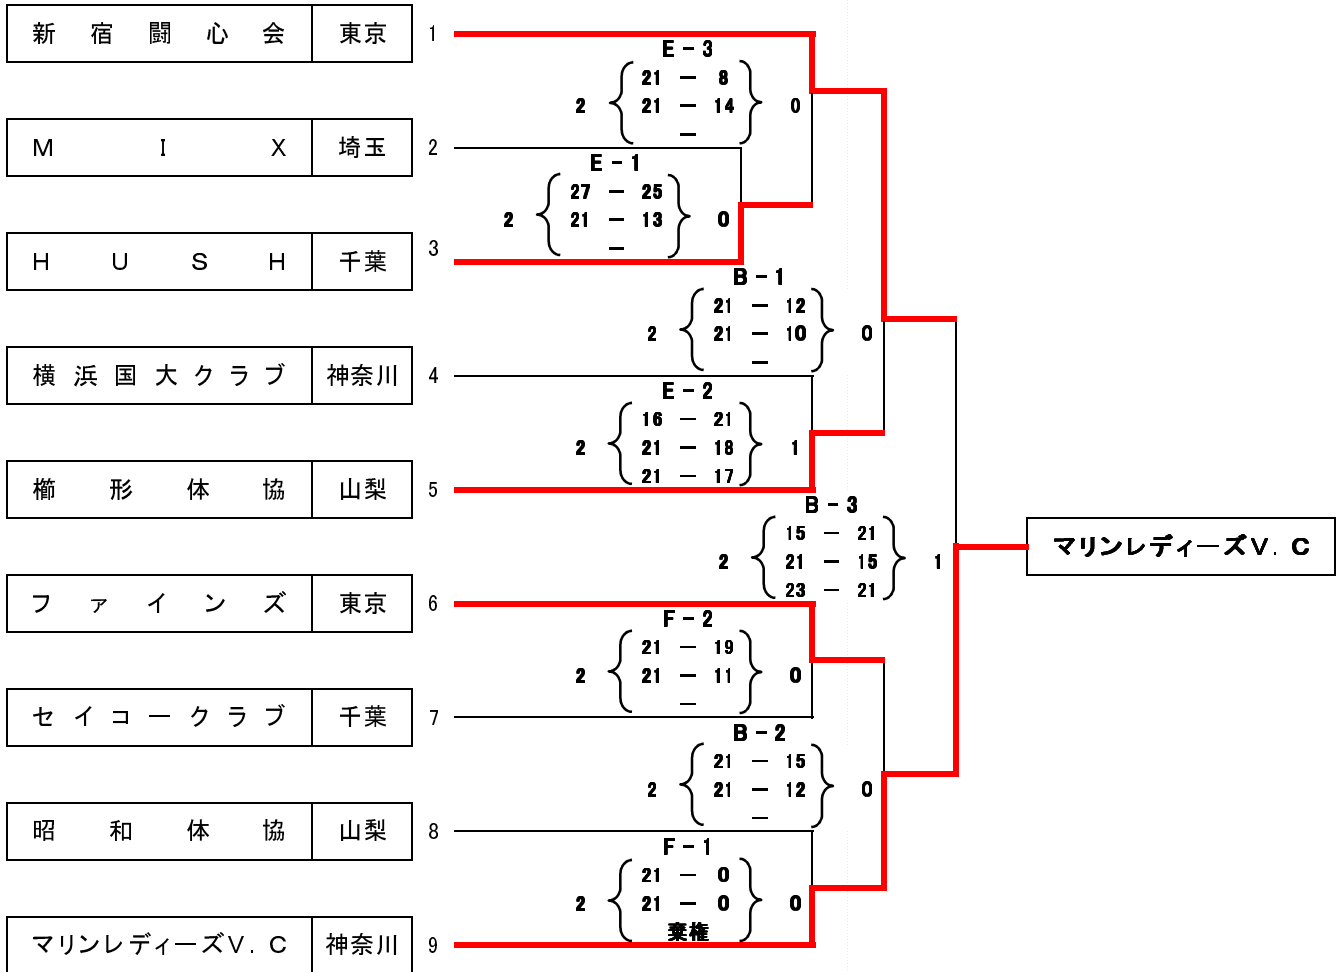 新宿闘心会 東京 1
E-3
21 ― 8
2 21 ― 14 0
―
MIX 埼玉 2
E-1
27 ― 25
2 21 ― 13 0
―
HUSH 千葉 3
B-1
21 ― 12
2 21 ― 10 0
―
横浜国大クラブ 神奈川 4
E-2
16 ― 21
2 21 ― 18 1
21 ― 17
櫛形体協 山梨 5
B-3
15 ― 21
2 21 ― 15 1
23 ― 21
マリンレディーズV.C
ファインズ 東京 6
F-2
21 ― 19
2 21 ― 11 0
―
セイコークラブ 千葉 7
B-2
21 ― 15
2 21 ― 12 0
―
昭和体協 山梨 8
F-1
21 ― 0
2 21 ― 0 0
棄権
マリンレディーズV.C 神奈川 9